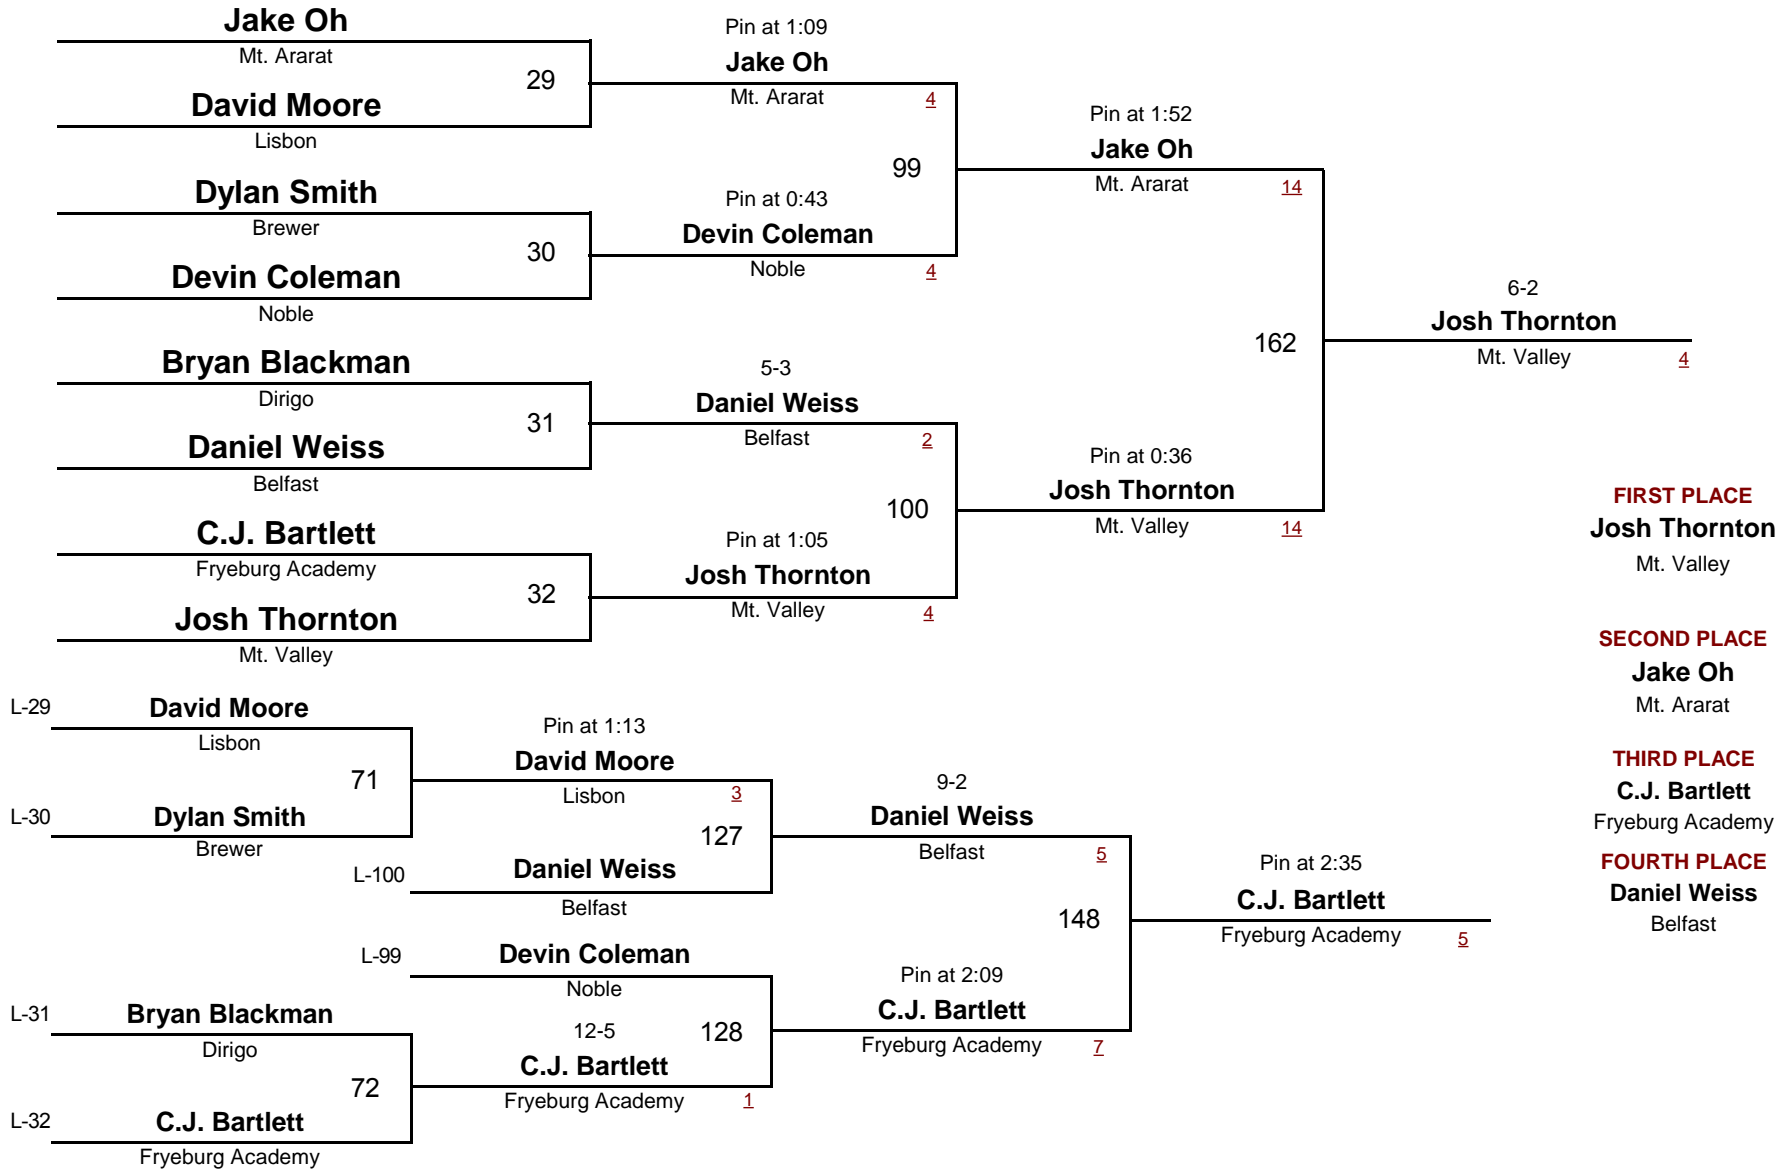 Jake Oh
Mt. Ararat
29
David Moore
Lisbon
Dylan Smith
Brewer
30
Devin Coleman
Noble
Bryan Blackman
Dirigo
31
Daniel Weiss
Belfast
C.J. Bartlett
Fryeburg Academy
32
Josh Thornton
Mt. Valley
Pin at 1:09
Jake Oh
Mt. Ararat 4
99
Pin at 0:43
Devin Coleman
Noble 4
5-3
Daniel Weiss
Belfast 2
100
Pin at 1:05
Josh Thornton
Mt. Valley 4
Pin at 1:52
Jake Oh
Mt. Ararat 14
162
Pin at 0:36
Josh Thornton
Mt. Valley 14
6-2
Josh Thornton
Mt. Valley 4
FIRST PLACE
Josh Thornton
Mt. Valley
SECOND PLACE
Jake Oh
Mt. Ararat
THIRD PLACE
C.J. Bartlett
Fryeburg Academy
FOURTH PLACE
Daniel Weiss
Belfast
L-29 David Moore
Lisbon
71
L-30 Dylan Smith
Brewer
Pin at 1:13
David Moore
Lisbon 3
127
L-100 Daniel Weiss
Belfast
L-99 Devin Coleman
Noble
128
L-31 Bryan Blackman
Dirigo
72
L-32 C.J. Bartlett
Fryeburg Academy
12-5
C.J. Bartlett
Fryeburg Academy 1
9-2
Daniel Weiss
Belfast 5
148
Pin at 2:09
C.J. Bartlett
Fryeburg Academy 7
Pin at 2:35
C.J. Bartlett
Fryeburg Academy 5